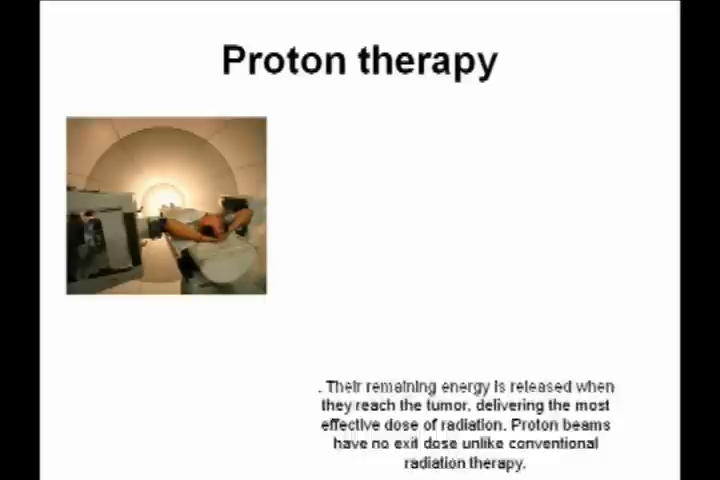 Proton therapy
. Their remaining energy is released when
they reach the tumor, delivering the most
effective dose of radiation. Proton beams
have no exit dose unlike conventional
radiation therapy.